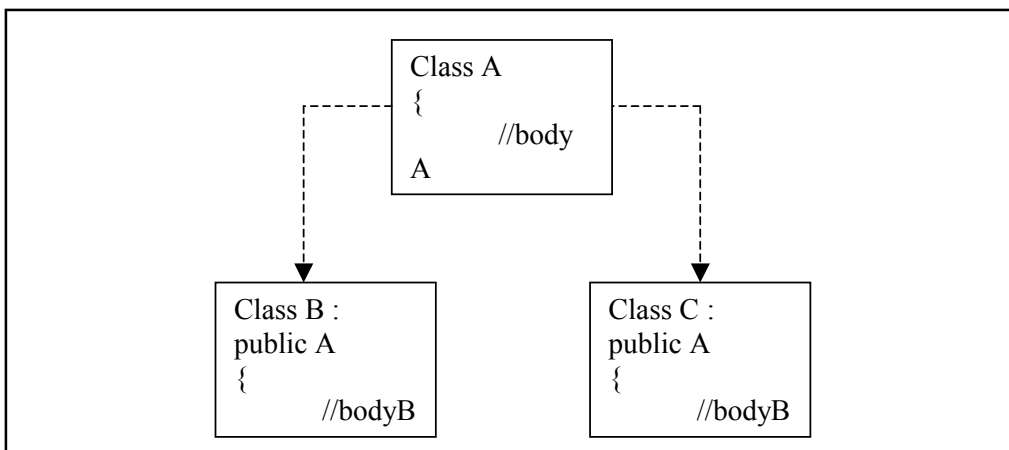 Class A
{
//body
A
Class B :
public A
{
//bodyB
Class C :
public A
{
//bodyB